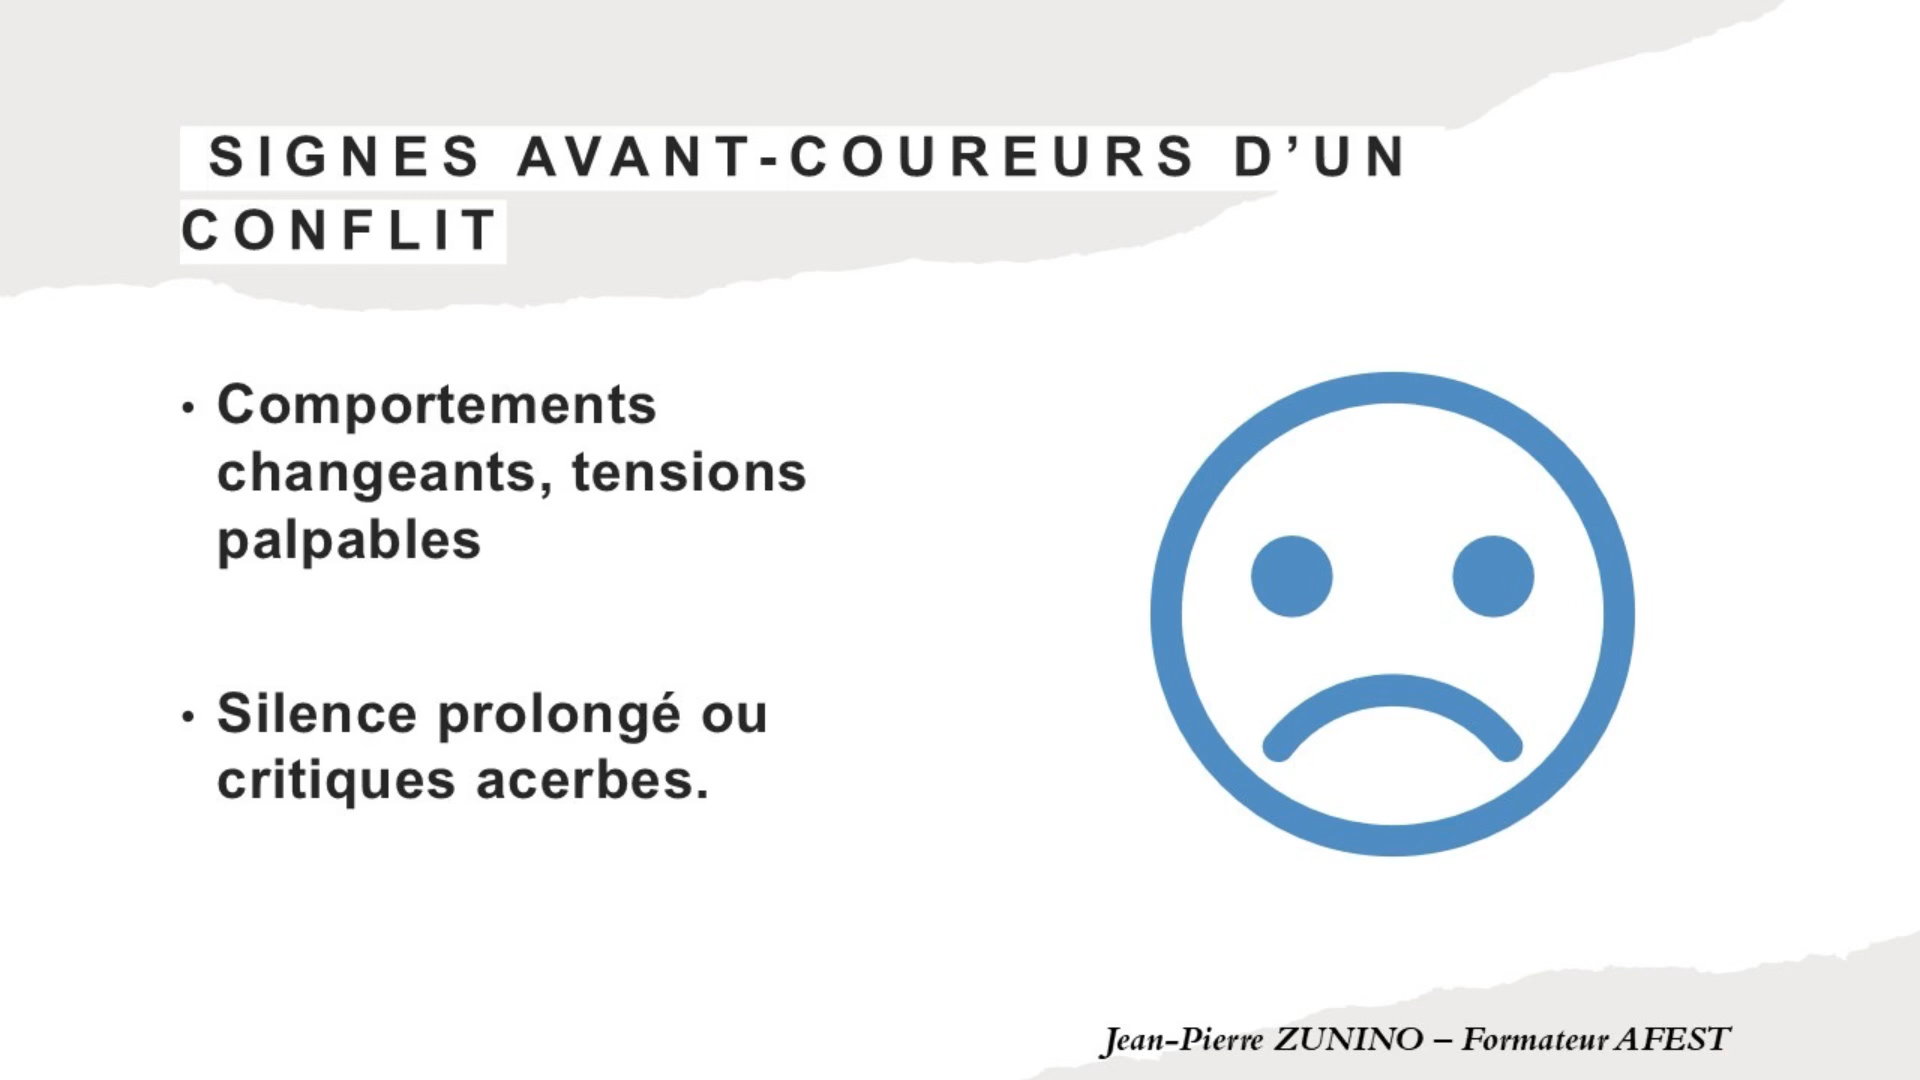 SIGNES AVANT-COUREURS D’UN
CONFLIT
• Comportements
changeants, tensions
palpables
• Silence prolongé ou
critiques acerbes.
Jean-Pierre ZUNINO – Formateur AFEST